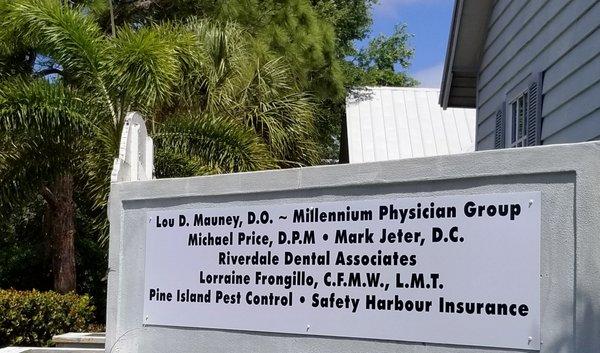 Lou D. Mauney, D.O. ~ Millennium Physician Group
Michael Price, D.P.M • Mark Jeter, D.C.
Riverdale Dental Associates
Lorraine Frongillo, C.F.M.W., L.M.T.
Pine Island Pest Control • Safety Harbour Insurance